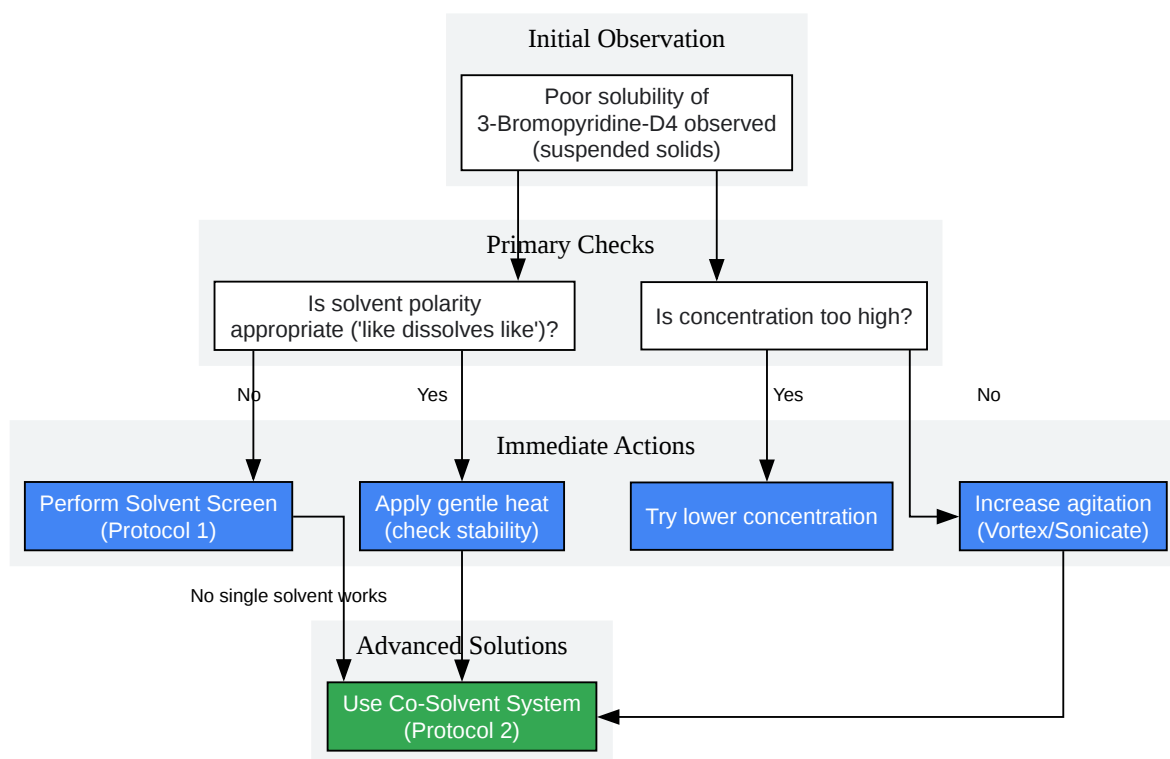 Initial Observation
Poor solubility of
3-Bromopyridine-D4 observed
(suspended solids)
Primary Checks
Is solvent polarity
appropriate ('like dissolves like')?
Is concentration too high?
No
Yes
Yes
No
Immediate Actions
Perform Solvent Screen
(Protocol 1)
Apply gentle heat
(check stability)
Try lower concentration
Increase agitation
(Vortex/Sonicate)
No single solvent works
Advanced Solutions
Use Co-Solvent System
(Protocol 2)